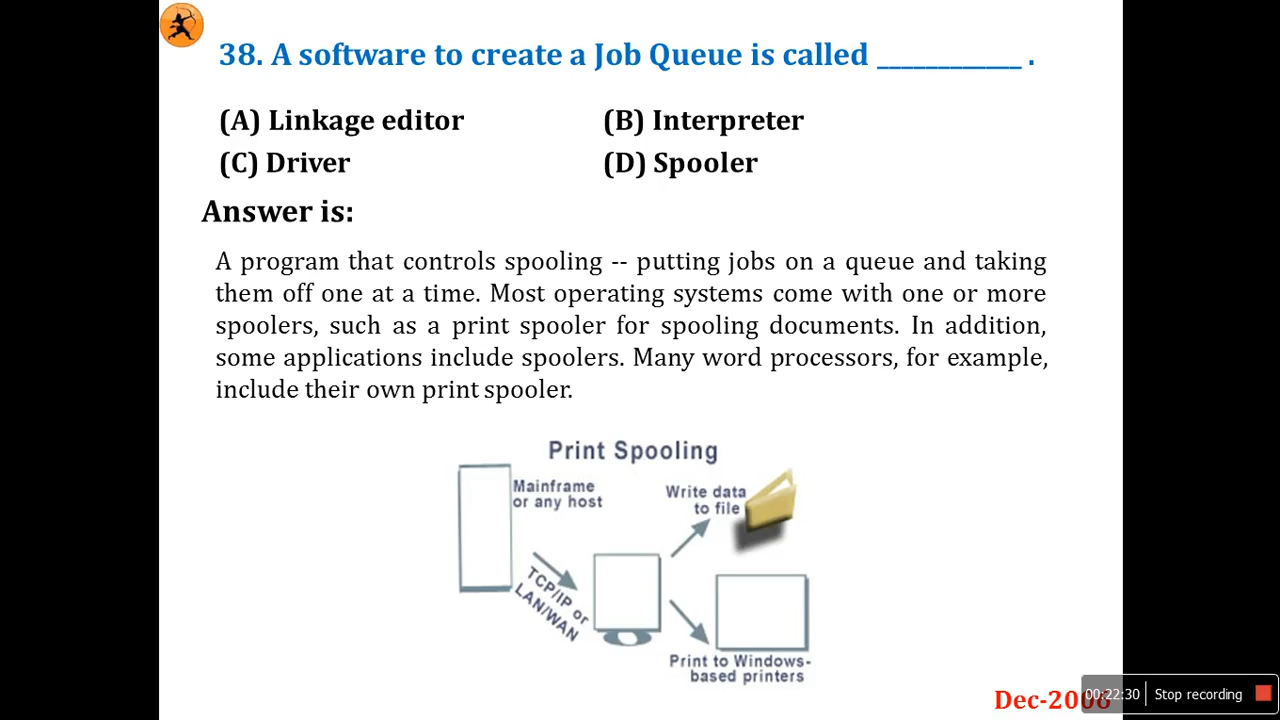 38. A software to create a Job Queue is called ____________ .
(A) Linkage editor (B) Interpreter
(C) Driver (D) Spooler
Answer is:
A program that controls spooling -- putting jobs on a queue and taking
them off one at a time. Most operating systems come with one or more
spoolers, such as a print spooler for spooling documents. In addition,
some applications include spoolers. Many word processors, for example,
include their own print spooler.
Print Spooling
Mainframe
or any host
Write data
to file
TCP/IP or
LAN/WAN
Print to Windows-
based printers
00:22:30 Stop recording